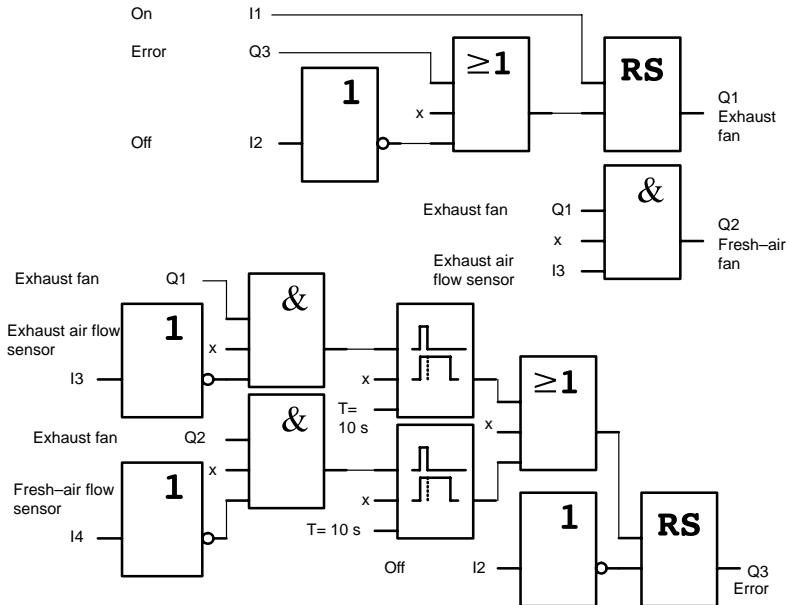 On I1
Error Q3
≥1
RS
1
x
Off I2
Q1
Exhaust
fan
&
Exhaust fan Q1
x
Q2
Fresh–air
fan
Exhaust air
flow sensor
I3
Exhaust fan Q1
&
Exhaust air flow
sensor
1
x
I3
x
T=
10 s
≥1
x
Exhaust fan Q2
&
x
Fresh–air flow
sensor
1
x
T= 10 s
I4
Off I2
1
RS
Q3
Error